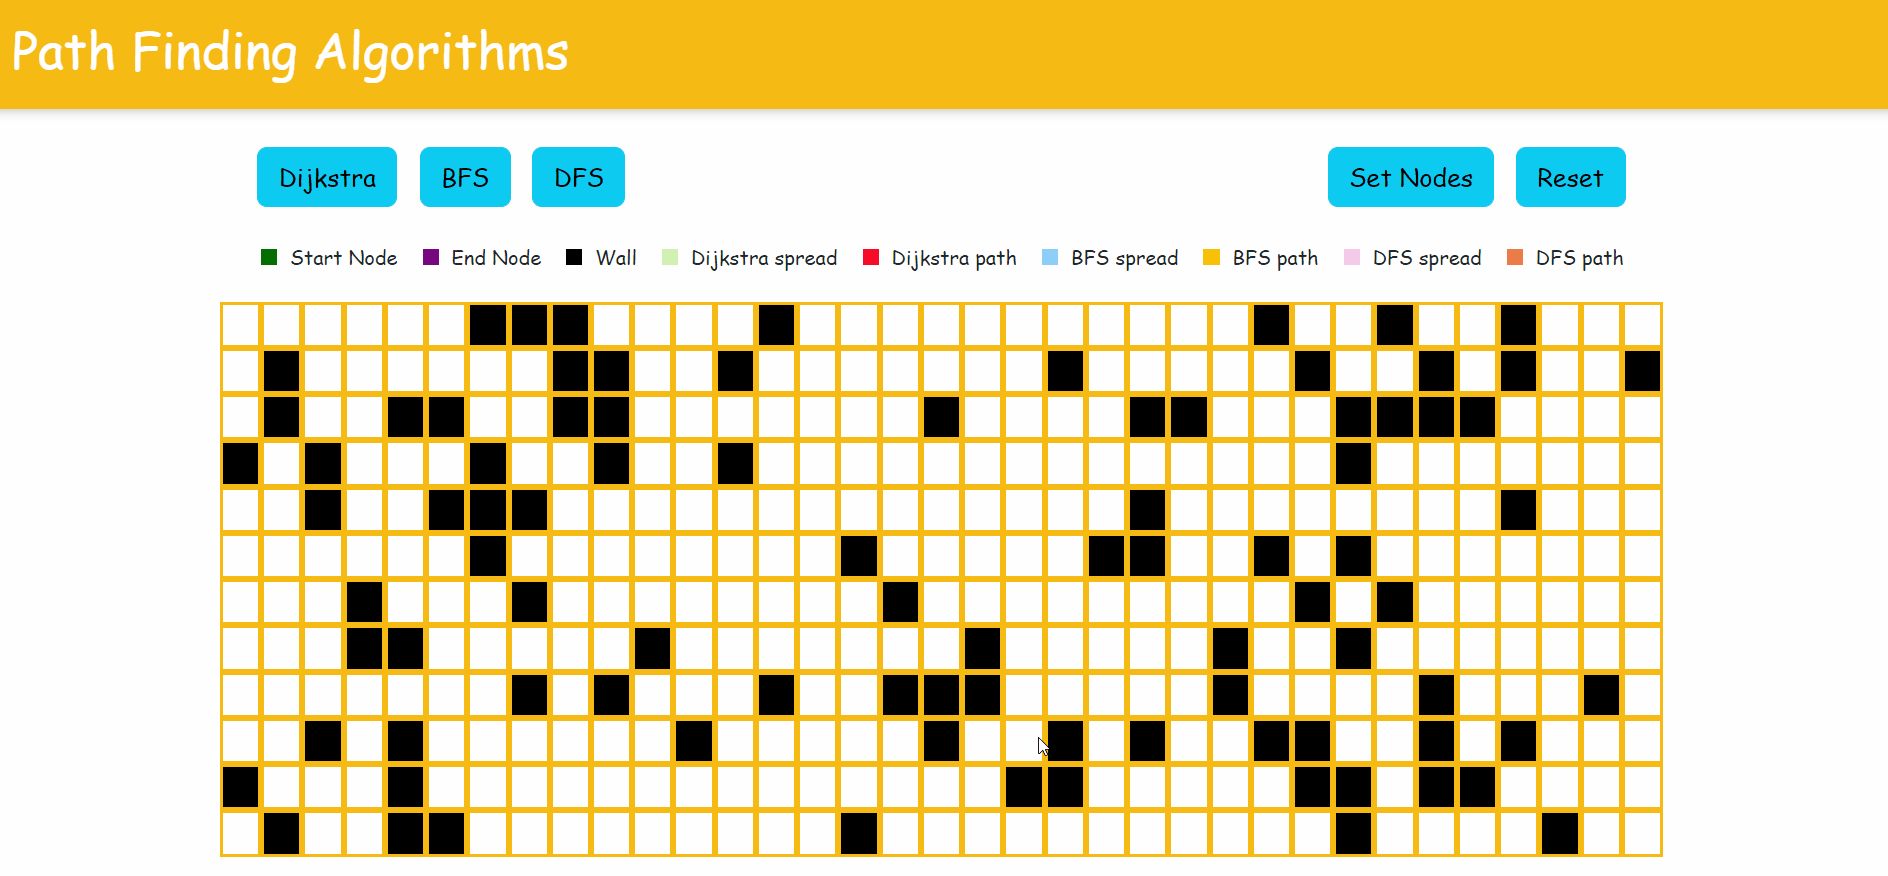 Path Finding Algorithms
Dijkstra BFS DFS Set Nodes Reset
Start Node End Node Wall Dijkstra spread Dijkstra path BFS spread BFS path DFS spread DFS path